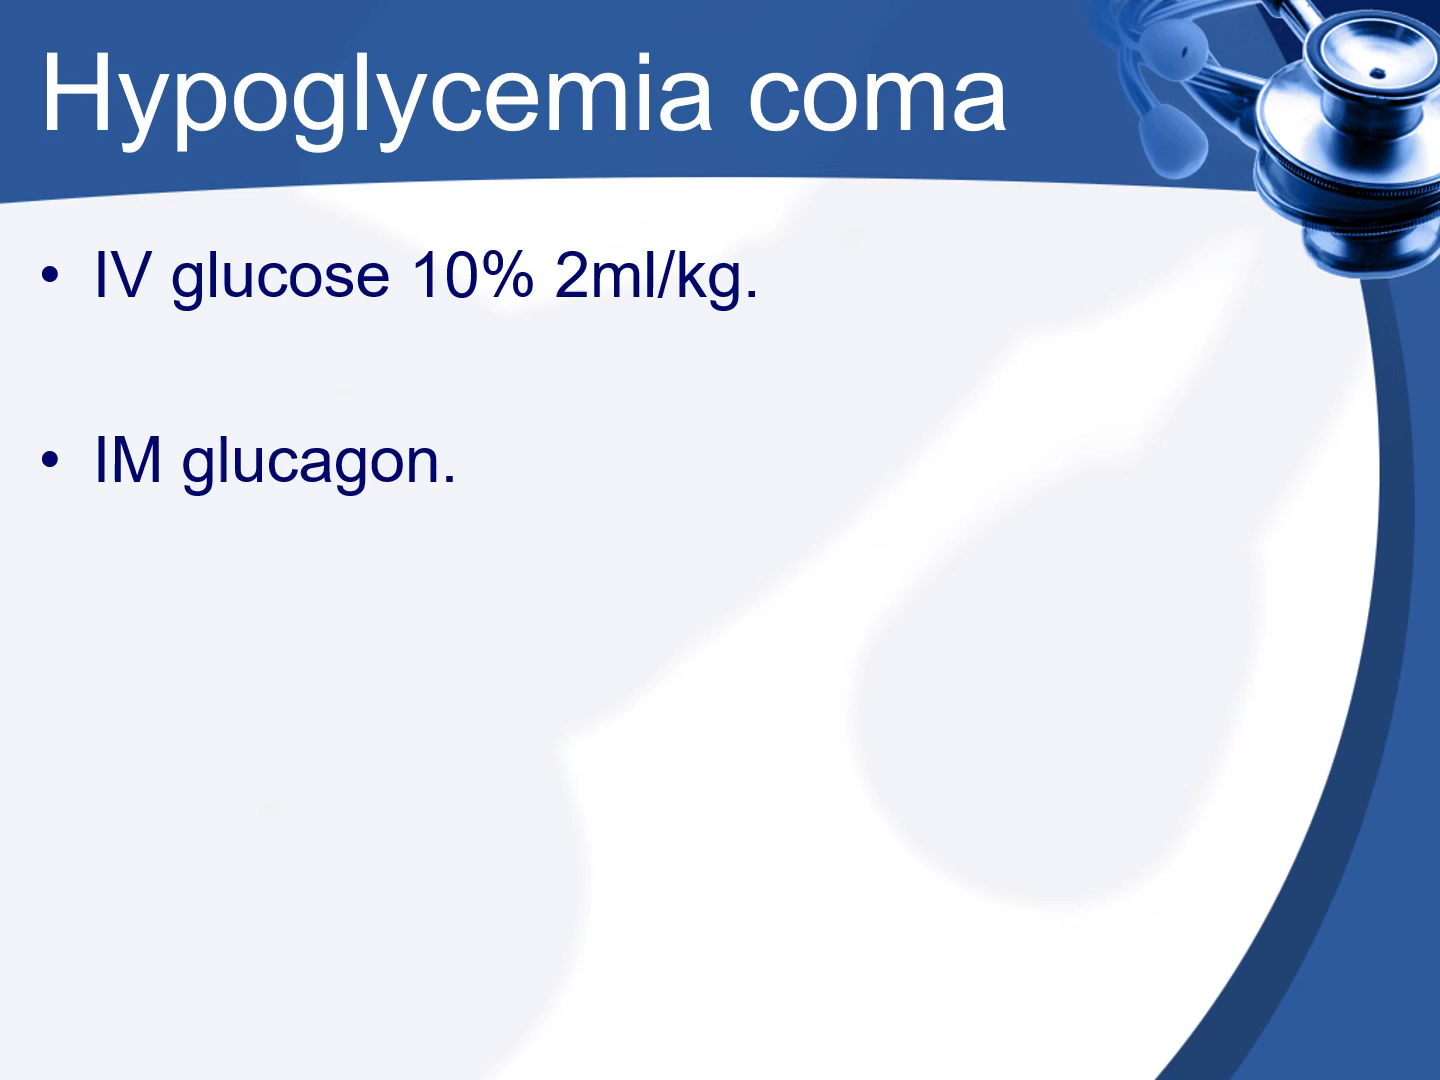 Hypoglycemia coma
• IV glucose 10% 2ml/kg.
• IM glucagon.